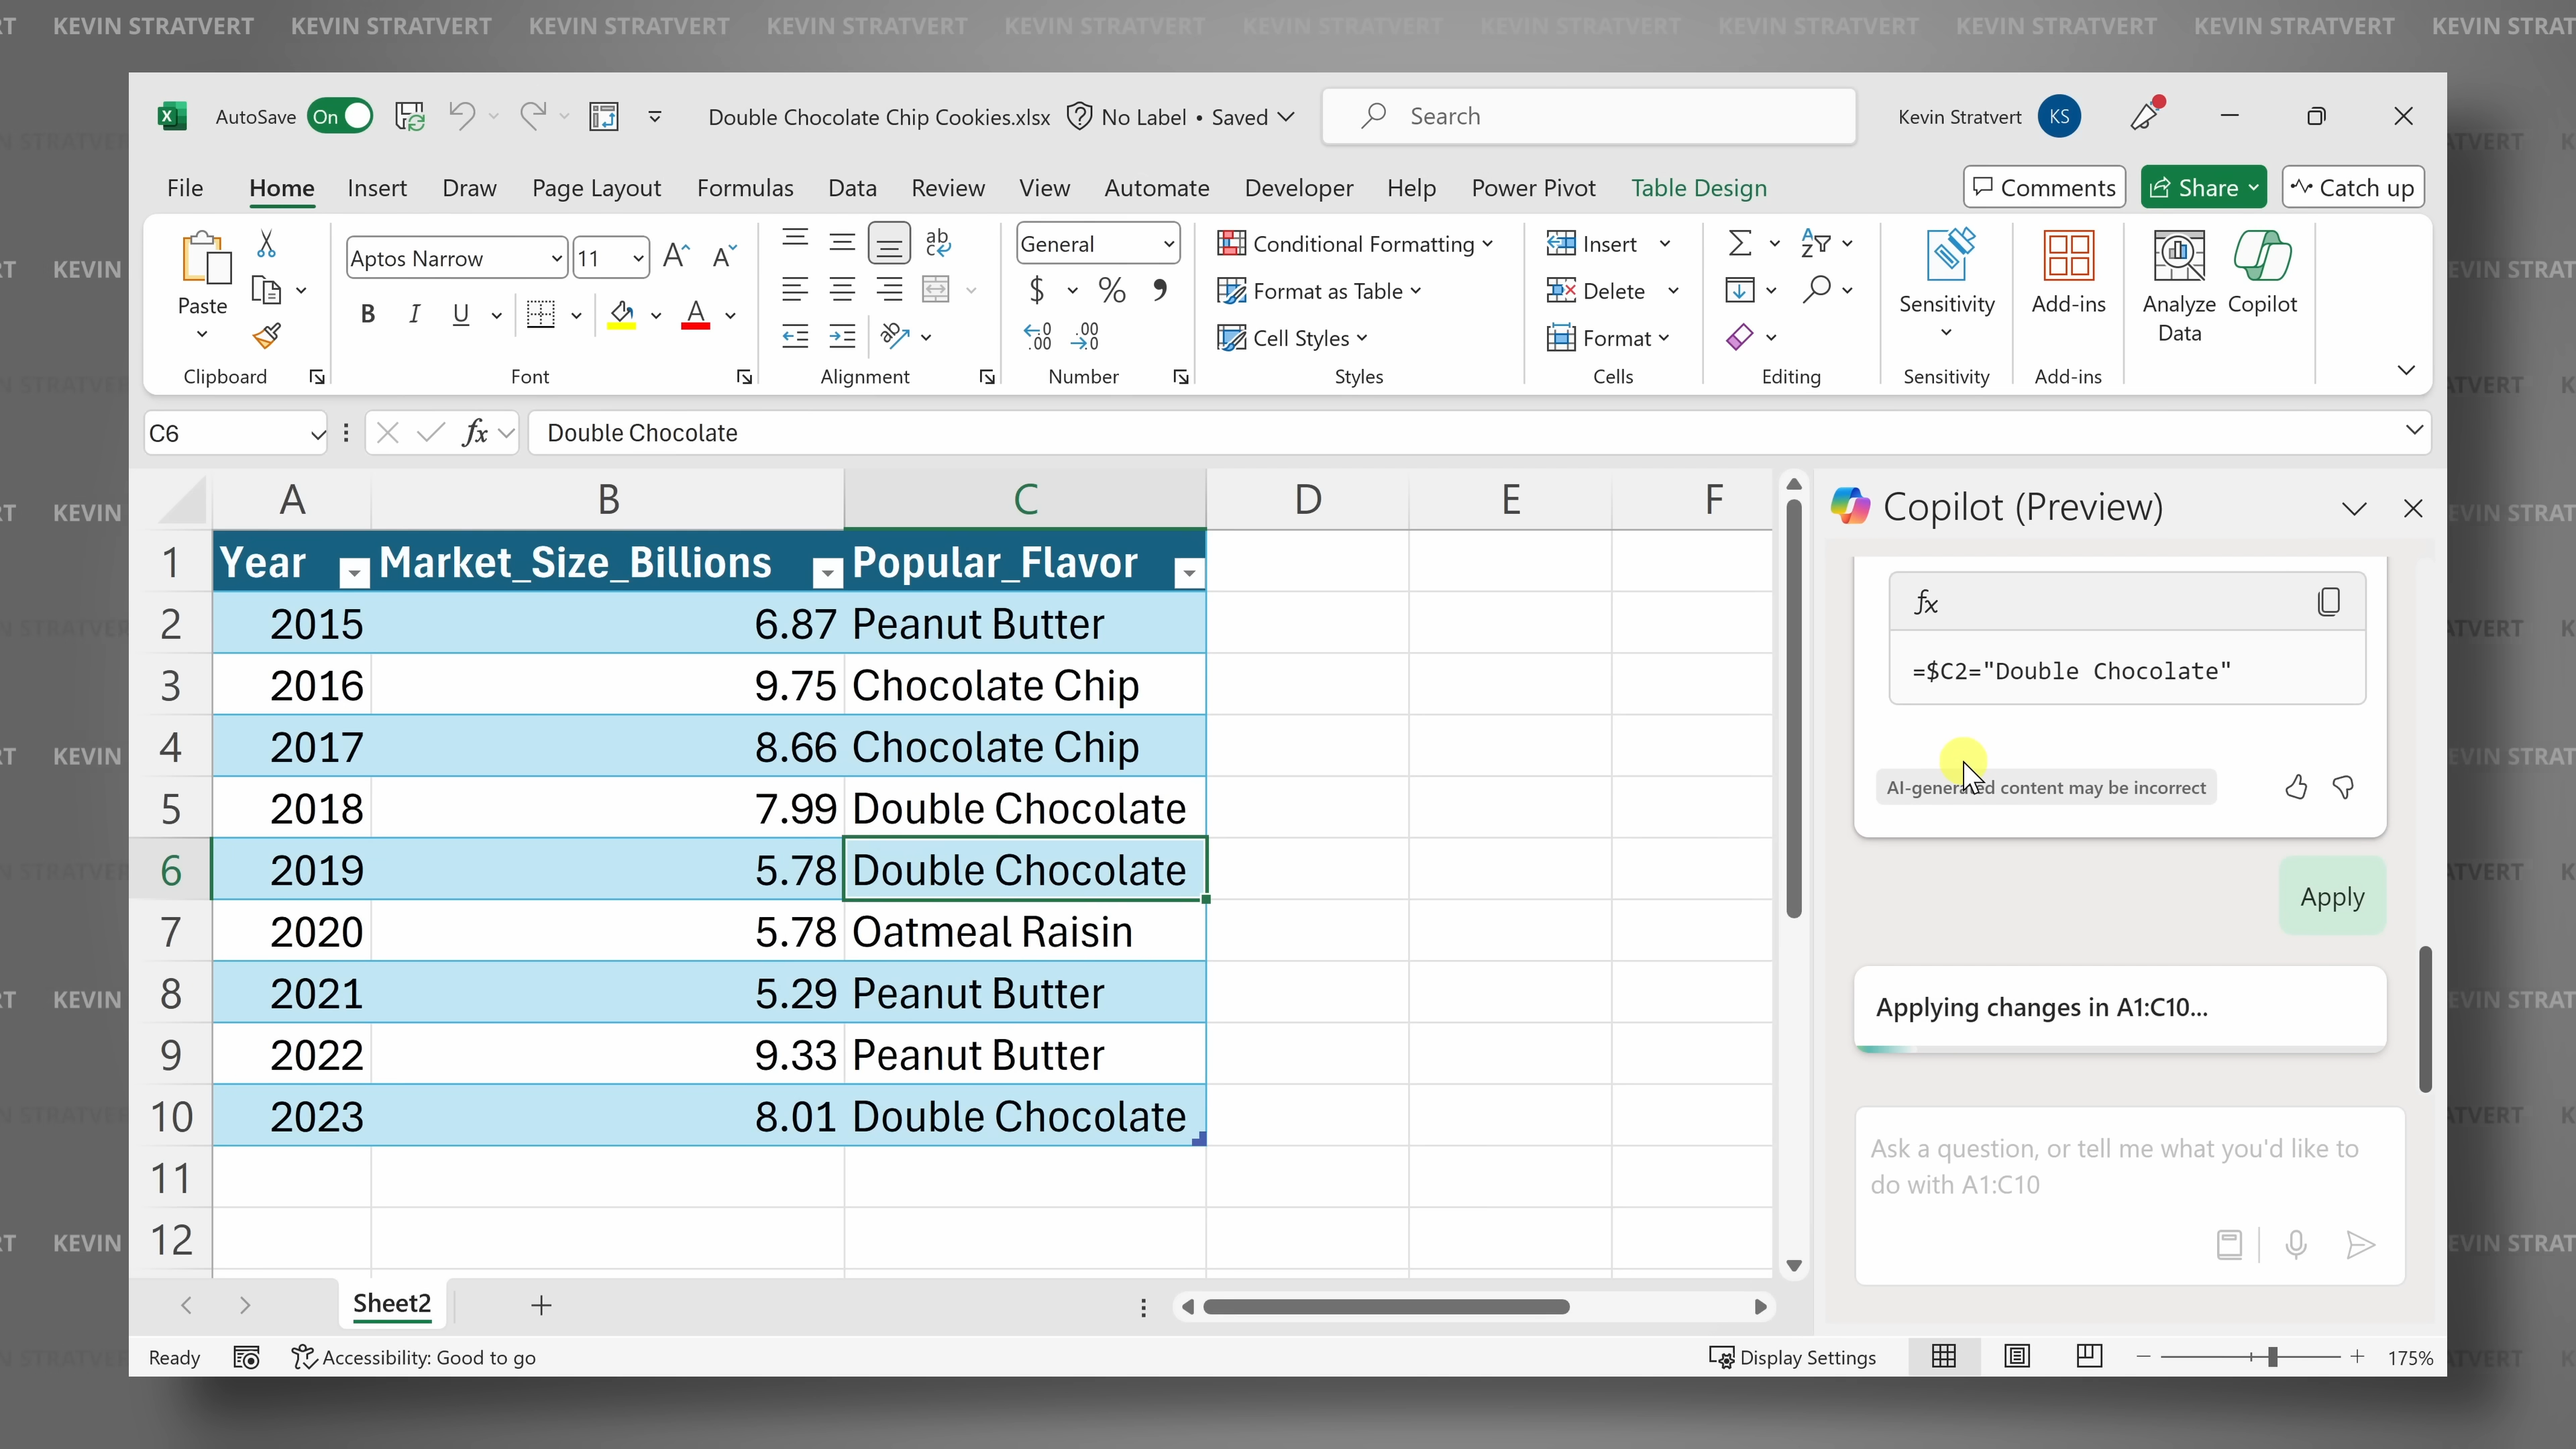 KEVIN STRATVERT KEVIN STRATVERT KEVIN STRATVERT KEVIN STRATVERT KEVIN STRATVERT KEVIN STRATVERT KEVIN STRATVERT KEVIN STRATVERT KEVIN STRATVERT KEVIN STRATVERT
AutoSave On Double Chocolate Chip Cookies.xlsx No Label • Saved Search Kevin Stratvert KS
File Home Insert Draw Page Layout Formulas Data Review View Automate Developer Help Power Pivot Table Design Comments Share Catch up
Paste
Clipboard
Aptos Narrow 11
B I U
Font
ab
Alignment
General
$ % ,
Number
Conditional Formatting
Format as Table
Cell Styles
Styles
Insert
Delete
Format
Cells
Editing
Sensitivity
Sensitivity
Add-ins
Add-ins
Analyze Data
Copilot
C6 fx Double Chocolate
A B C D E F
1 Year Market_Size_Billions Popular_Flavor
2 2015 6.87 Peanut Butter
3 2016 9.75 Chocolate Chip
4 2017 8.66 Chocolate Chip
5 2018 7.99 Double Chocolate
6 2019 5.78 Double Chocolate
7 2020 5.78 Oatmeal Raisin
8 2021 5.29 Peanut Butter
9 2022 9.33 Peanut Butter
10 2023 8.01 Double Chocolate
11
12
Copilot (Preview)
fx
=$C2="Double Chocolate"
AI-generated content may be incorrect
Apply
Applying changes in A1:C10...
Ask a question, or tell me what you'd like to
do with A1:C10
Sheet2
Ready Accessibility: Good to go Display Settings 175%